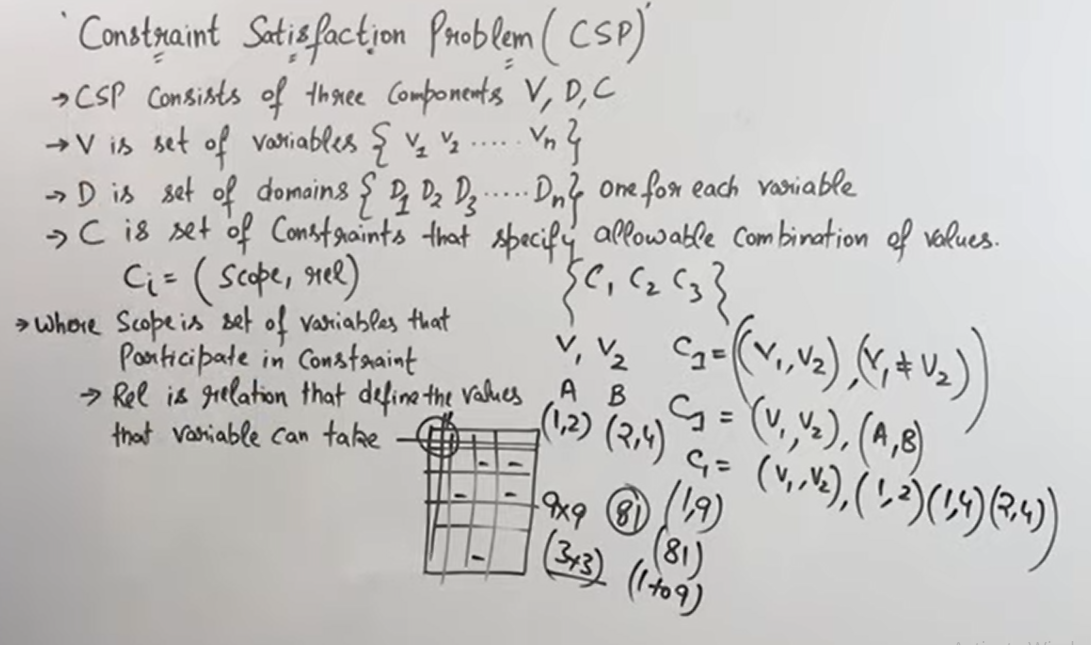 Constraint Satisfaction Problem (CSP)
→ CSP Consists of three Components V, D, C
→ V is set of variables { V1 V2 ..... Vn }
→ D is set of domains { D1 D2 D3 ..... Dn } one for each variable
→ C is set of Constraints that specify allowable Combination of values.
Ci = ( Scope, rel)
{C1 C2 C3}
→ Where Scope is set of variables that
Participate in Constraint
→ Rel is relation that define the values
that variable can take
V1 V2
A B
(1,2) (2,4)
C1 = ((V1,V2),(V1 ≠ V2))
C1 = (V1,V2), (A,B)
C1 = (V1,V2), (1,2)(1,4)(2,4))
9x9 81 (1,9)
(3x3) (81)
(1 to 9)